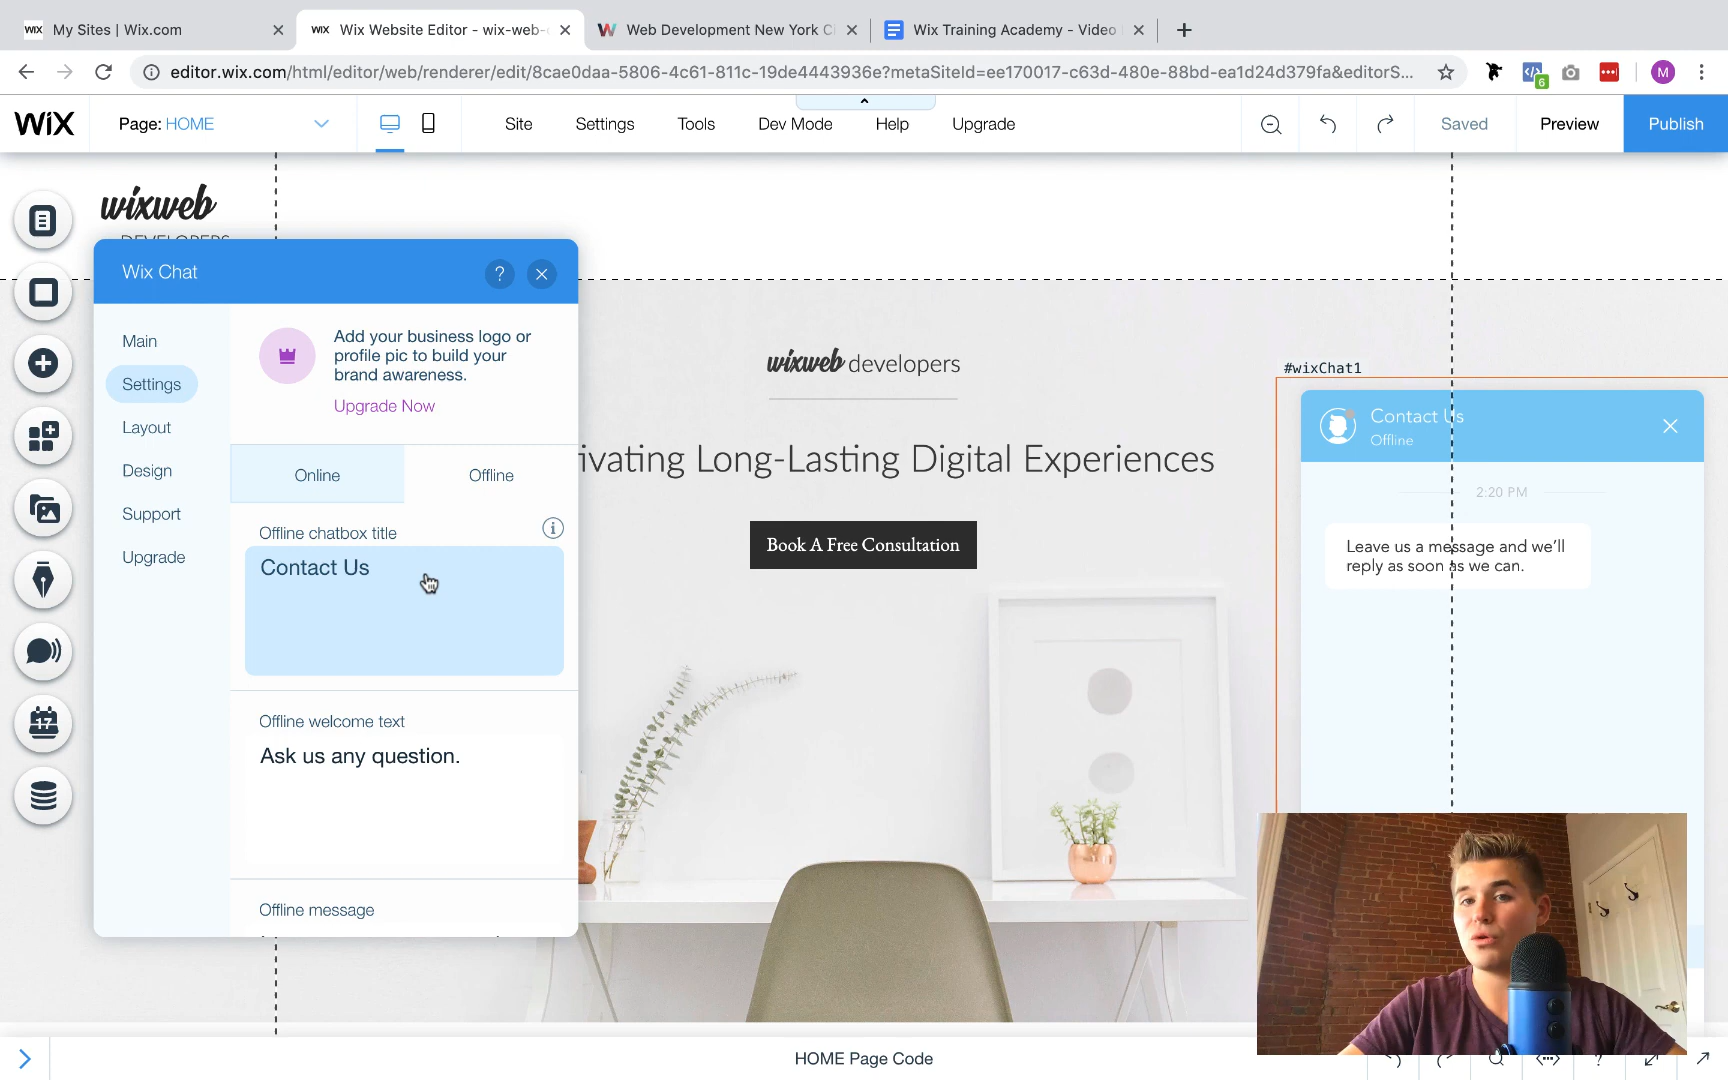 WIX My Sites | Wix.com
WIX Wix Website Editor - wix-web-
Web Development New York C
Wix Training Academy - Video
editor.wix.com/html/editor/web/renderer/edit/8cae0daa-5806-4c61-811c-19de4443936e?metaSiteId=ee170017-c63d-480e-88bd-ea1d24d379fa&editorS...
6
M
WiX
Page: HOME
Site
Settings
Tools
Dev Mode
Help
Upgrade
Saved
Preview
Publish
wixweb
DEVELOPERS
Wix Chat
?
Main
Settings
Layout
Design
Support
Upgrade
Add your business logo or
profile pic to build your
brand awareness.
Upgrade Now
Online
Offline
Offline chatbox title
Contact Us
Offline welcome text
Ask us any question.
Offline message
17
wixweb developers
ivating Long-Lasting Digital Experiences
Book A Free Consultation
#wixChat1
Contact Us
Offline
2:20 PM
Leave us a message and we'll
reply as soon as we can.
HOME Page Code